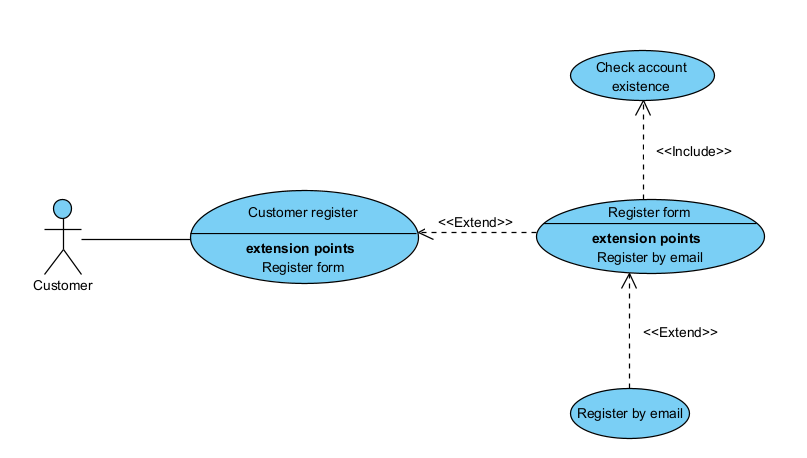 Check account
existence
<<Include>>
Customer register
extension points
Register form
<<Extend>>
Register form
extension points
Register by email
Customer
<<Extend>>
Register by email